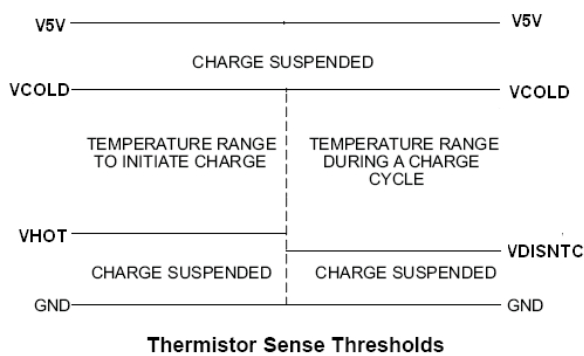 V5V V5V
CHARGE SUSPENDED
VCOLD VCOLD
TEMPERATURE RANGE
TO INITIATE CHARGE
TEMPERATURE RANGE
DURING A CHARGE
CYCLE
VHOT
VDISNTC
CHARGE SUSPENDED CHARGE SUSPENDED
GND GND
Thermistor Sense Thresholds